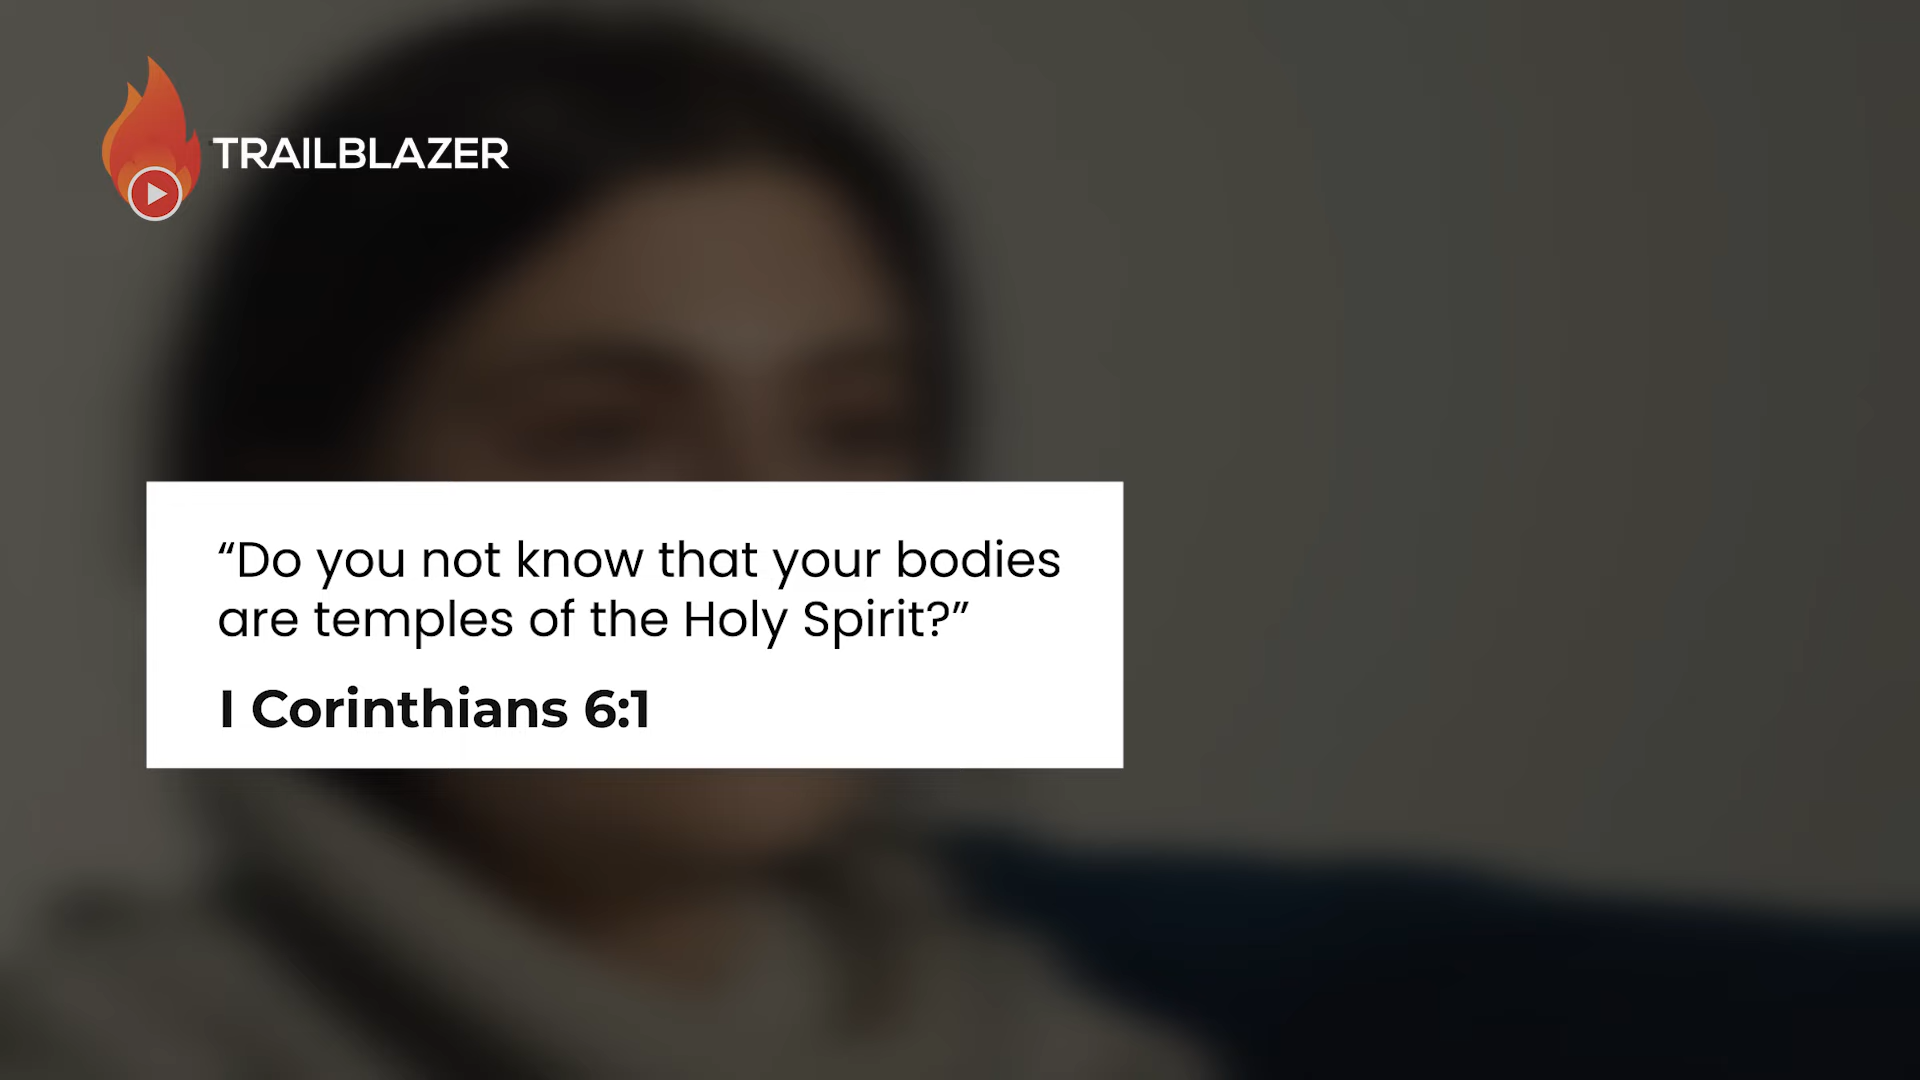 TRAILBLAZER
“Do you not know that your bodies
are temples of the Holy Spirit?”
I Corinthians 6:1